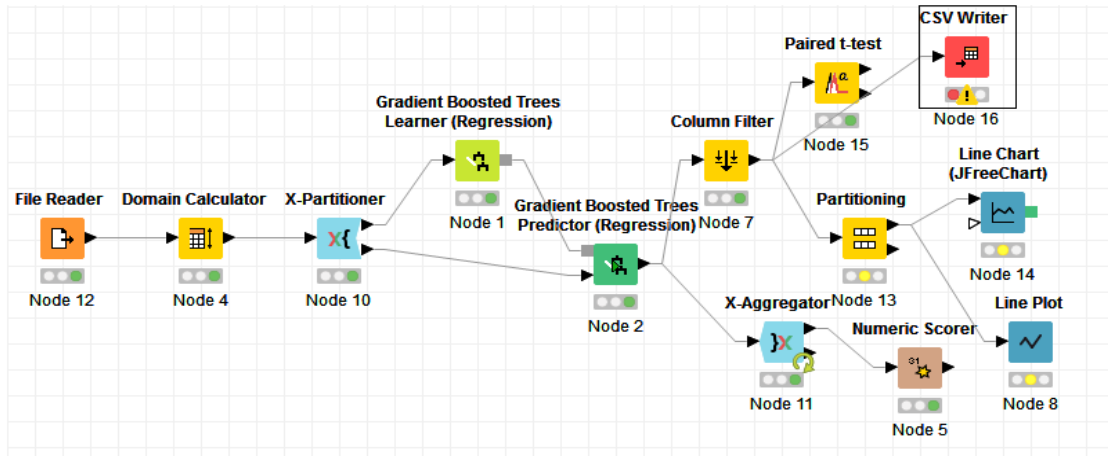 CSV Writer
Node 16
Paired t-test
Node 15
Gradient Boosted Trees
Learner (Regression)
Node 1
Column Filter
Node 7
Line Chart
(JFreeChart)
Node 14
File Reader
Node 12
Domain Calculator
Node 4
X-Partitioner
Node 10
Gradient Boosted Trees
Predictor (Regression)
Node 2
Partitioning
Node 13
X-Aggregator
Node 11
Numeric Scorer
31
Node 5
Line Plot
Node 8